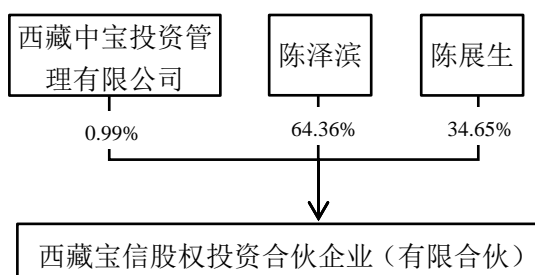 西藏中宝投资管
理有限公司
陈泽滨
陈展生
0.99%
64.36%
34.65%
西藏宝信股权投资合伙企业（有限合伙）